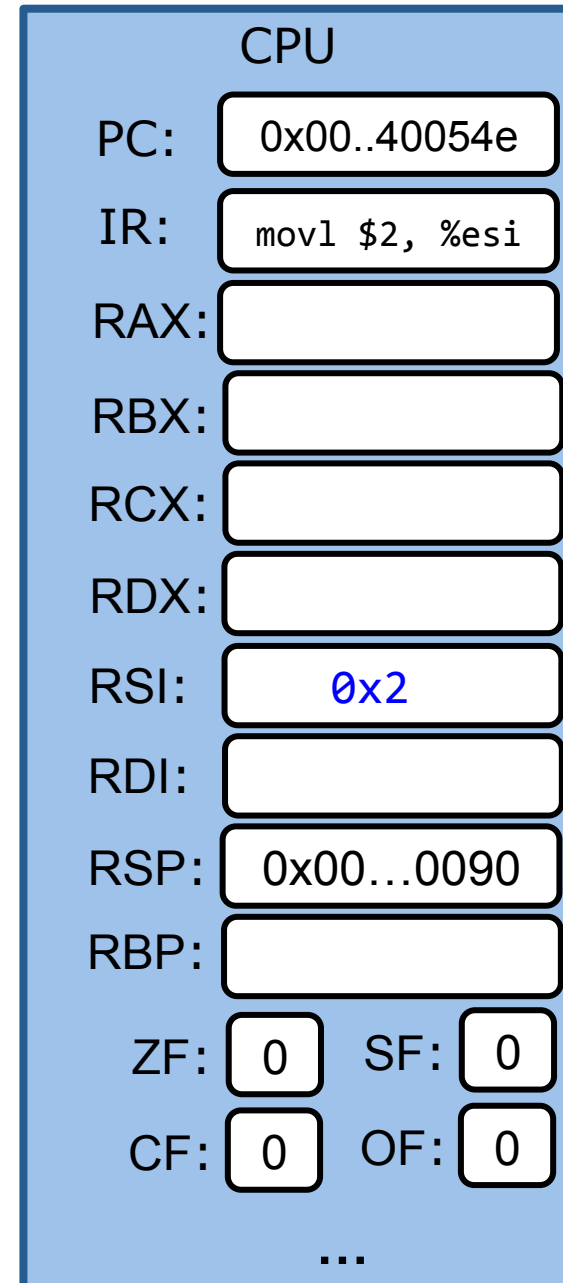 CPU
PC: 0x00..40054e
IR: movl $2, %esi
RAX:
RBX:
RCX:
RDX:
RSI: 0x2
RDI:
RSP: 0x00…0090
RBP:
ZF: 0 SF: 0
CF: 0 OF: 0
…